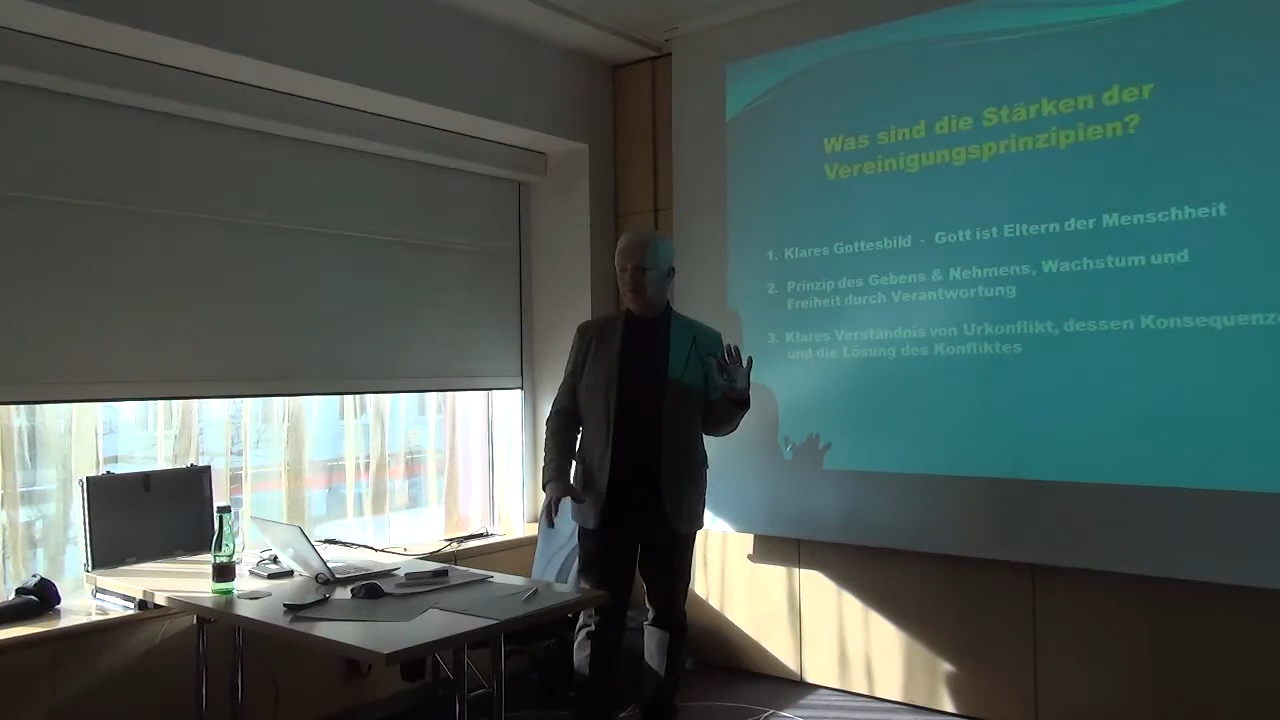 Was sind die Stärken der
Vereinigungsprinzipien?
1. Klares Gottesbild - Gott ist Eltern der Menschheit
2. Prinzip des Gebens & Nehmens, Wachstum und
Freiheit durch Verantwortung
3. Klares Verständnis von Urkonflikt, dessen
und die Lösung des Konfliktes